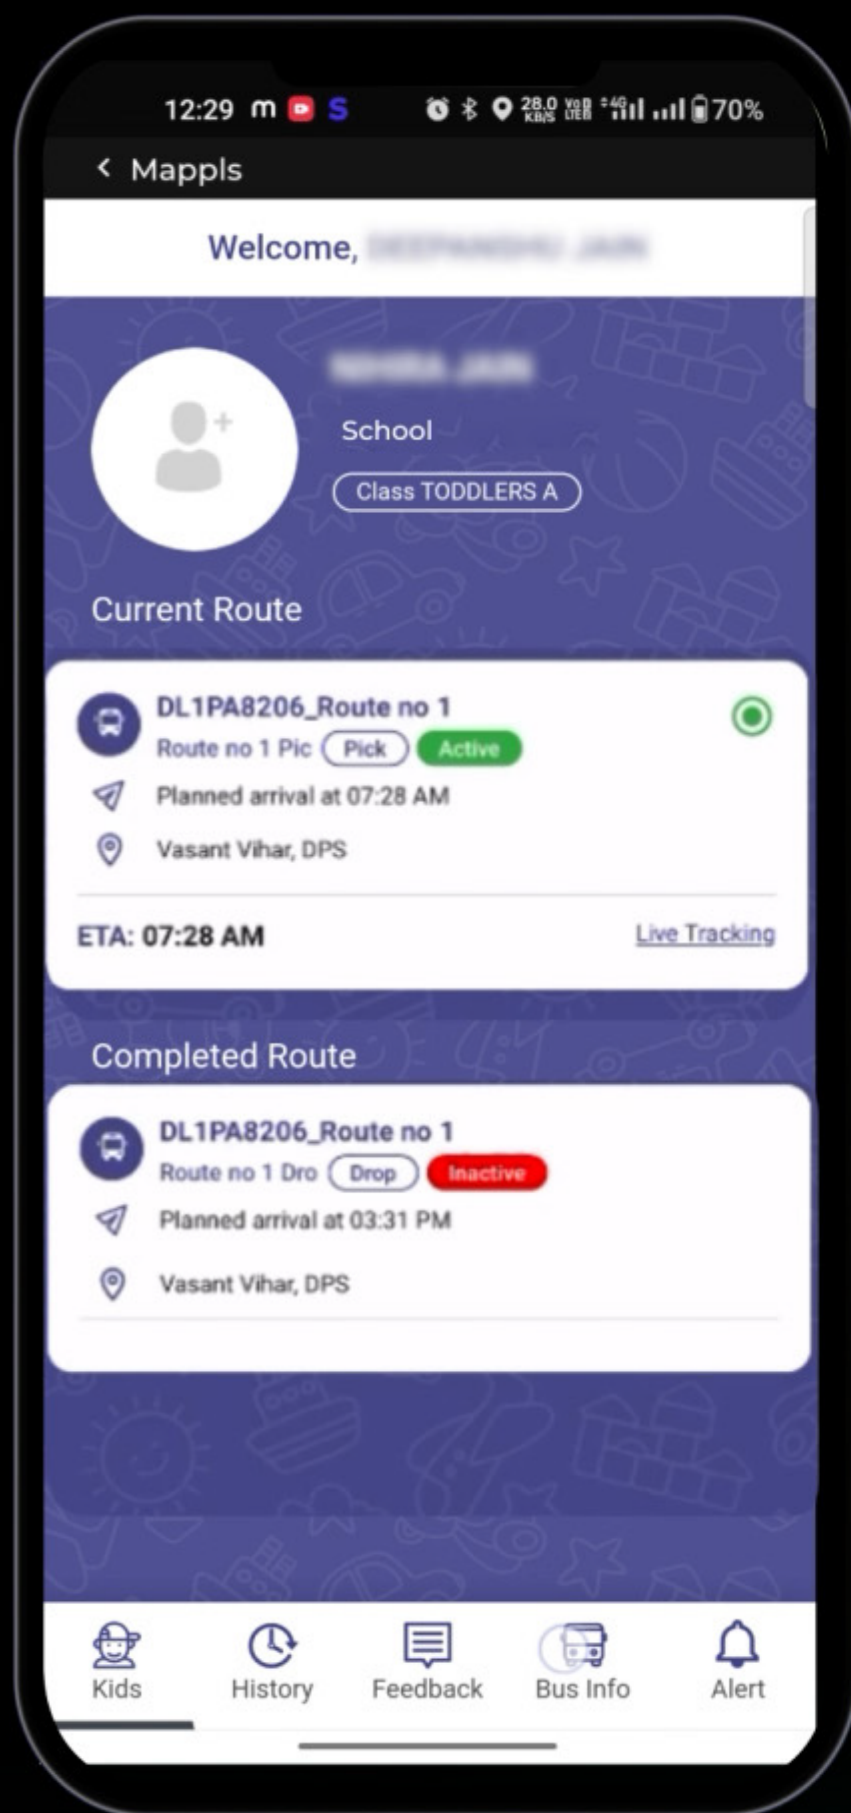 12:29 m S 28.0 KB/S VoD LTE 4G 70%
< Mappls
Welcome,
School
Class TODDLERS A
Current Route
DL1PA8206_Route no 1
Route no 1 Pic Pick Active
Planned arrival at 07:28 AM
Vasant Vihar, DPS
ETA: 07:28 AM Live Tracking
Completed Route
DL1PA8206_Route no 1
Route no 1 Dro Drop Inactive
Planned arrival at 03:31 PM
Vasant Vihar, DPS
Kids History Feedback Bus Info Alert